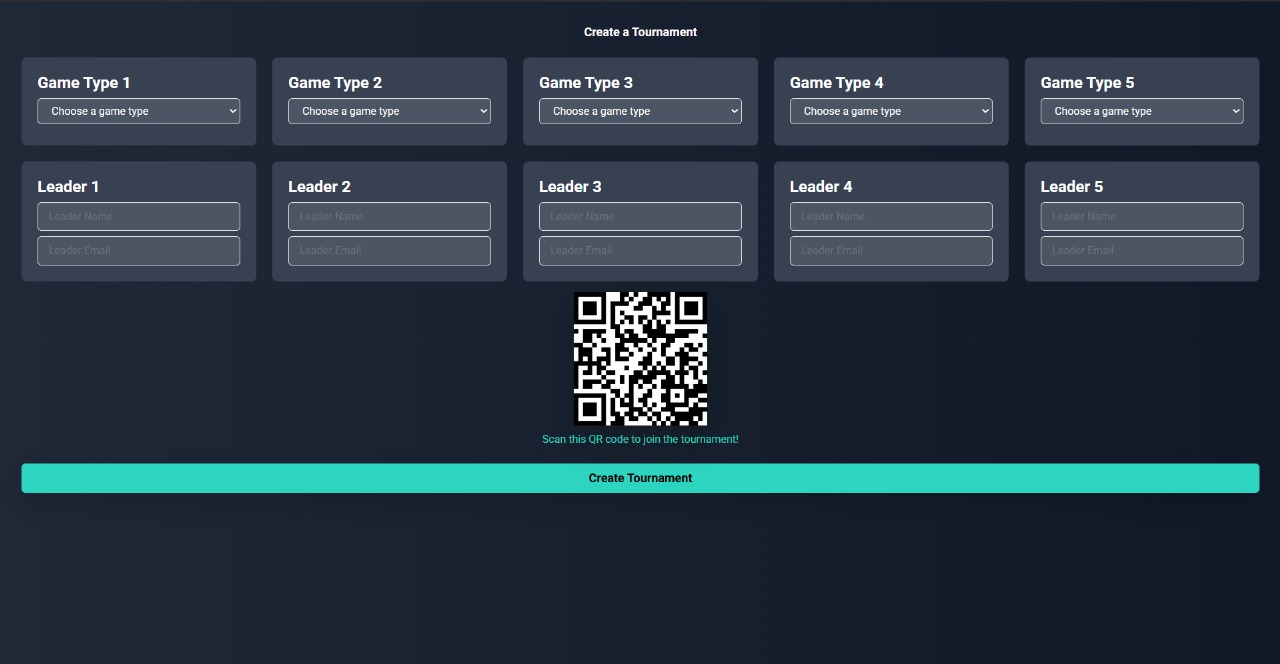 Create a Tournament
Game Type 1 Game Type 2 Game Type 3 Game Type 4 Game Type 5
Choose a game type Choose a game type Choose a game type Choose a game type Choose a game type
Leader 1 Leader 2 Leader 3 Leader 4 Leader 5
Leader Name Leader Name Leader Name Leader Name Leader Name
Leader Email Leader Email Leader Email Leader Email Leader Email
Scan this QR code to join the tournament!
Create Tournament